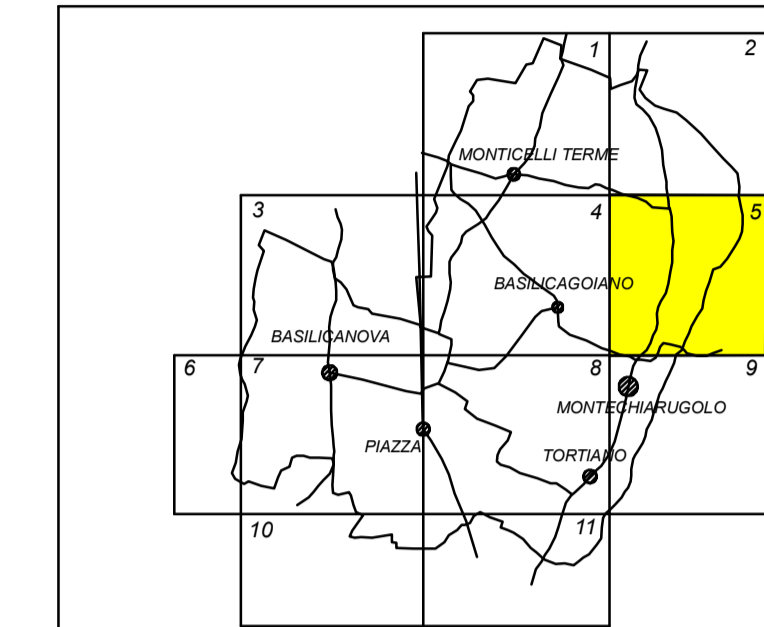 1
2
MONTICELLI TERME
3
4
5
BASILICAGOIANO
BASILICANOVA
6
7
8
9
MONTECHIARUGOLO
PIAZZA
TORTIANO
10
11